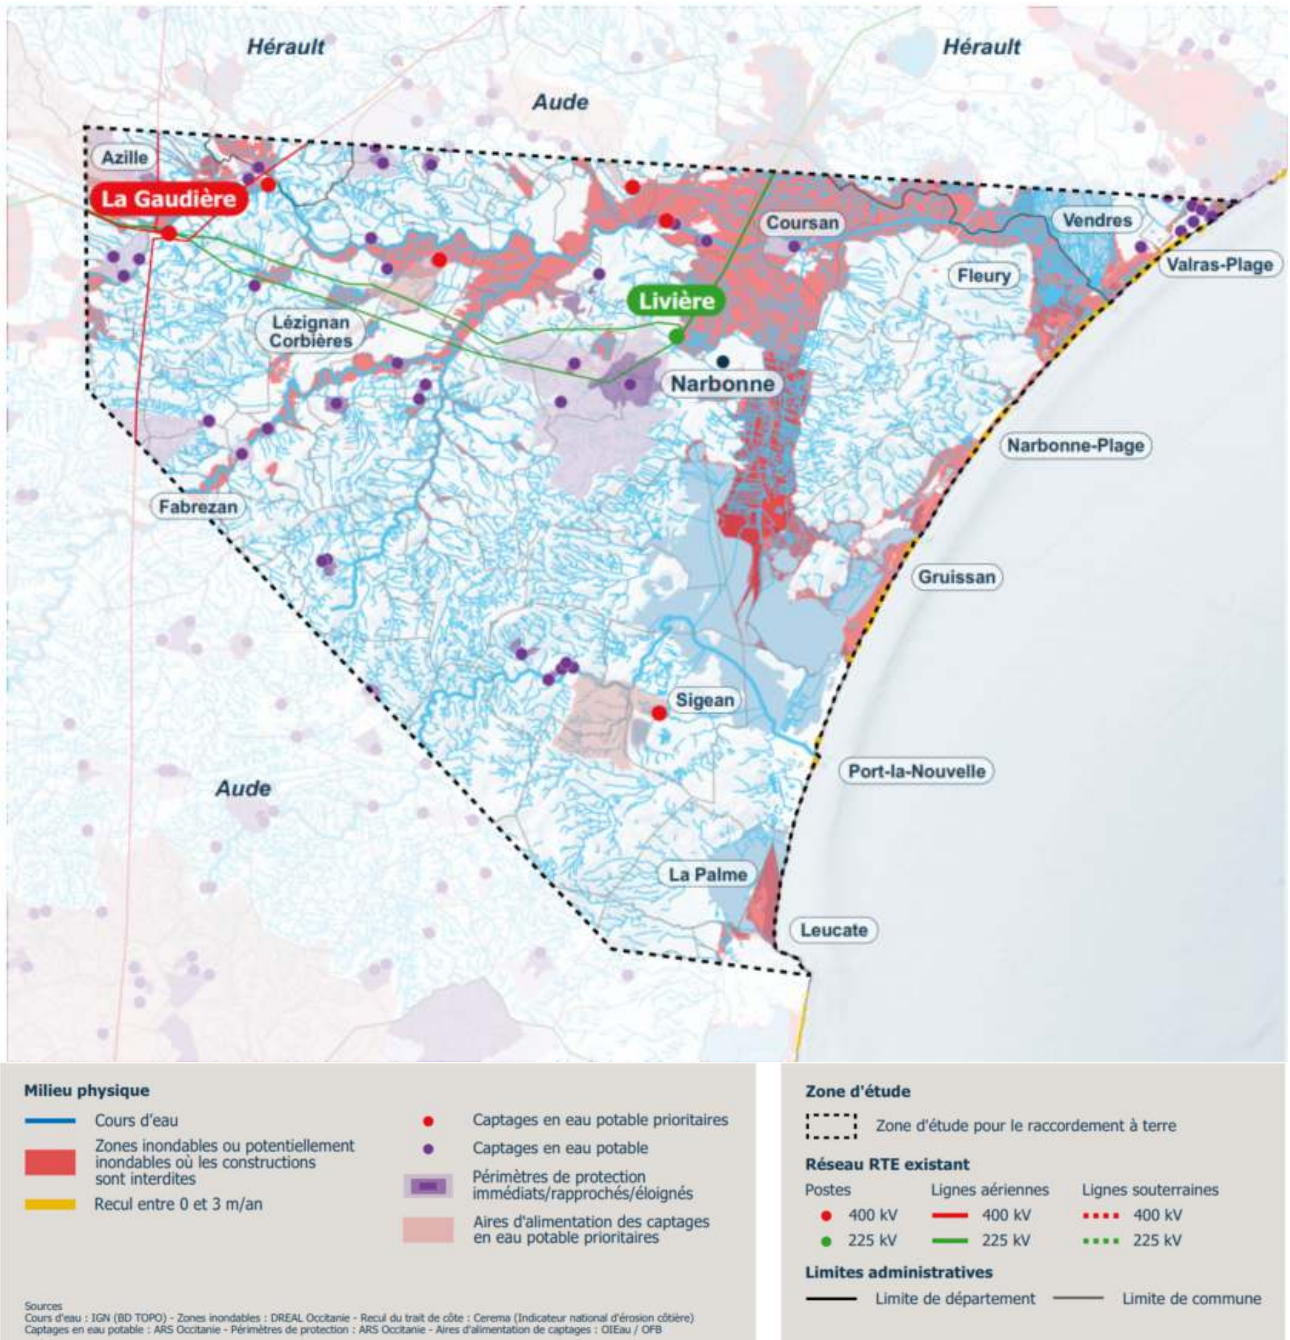 Hérault
Hérault
Aude
Azille
La Gaudière
Coursan
Vendres
Valras-Plage
Fleury
Livière
Lézignan
Corbières
Narbonne
Narbonne-Plage
Fabrezan
Gruissan
Sigean
Port-la-Nouvelle
Aude
La Palme
Leucate
Milieu physique
Cours d'eau
Zones inondables ou potentiellement
inondables où les constructions
sont interdites
Recul entre 0 et 3 m/an
Captages en eau potable prioritaires
Captages en eau potable
Périmètres de protection
immédiats/rapprochés/éloignés
Aires d'alimentation des captages
en eau potable prioritaires
Sources
Cours d'eau : IGN (BD TOPO) - Zones inondables : DREAL Occitanie - Recul du trait de côte : Cerema (Indicateur national d'érosion côtière)
Captages en eau potable : ARS Occitanie - Périmètres de protection : ARS Occitanie - Aires d'alimentation de captages : OIEau / OFB
Zone d'étude
Zone d'étude pour le raccordement à terre
Réseau RTE existant
Postes Lignes aériennes Lignes souterraines
400 kV 400 kV 400 kV
225 kV 225 kV 225 kV
Limites administratives
Limite de département Limite de commune